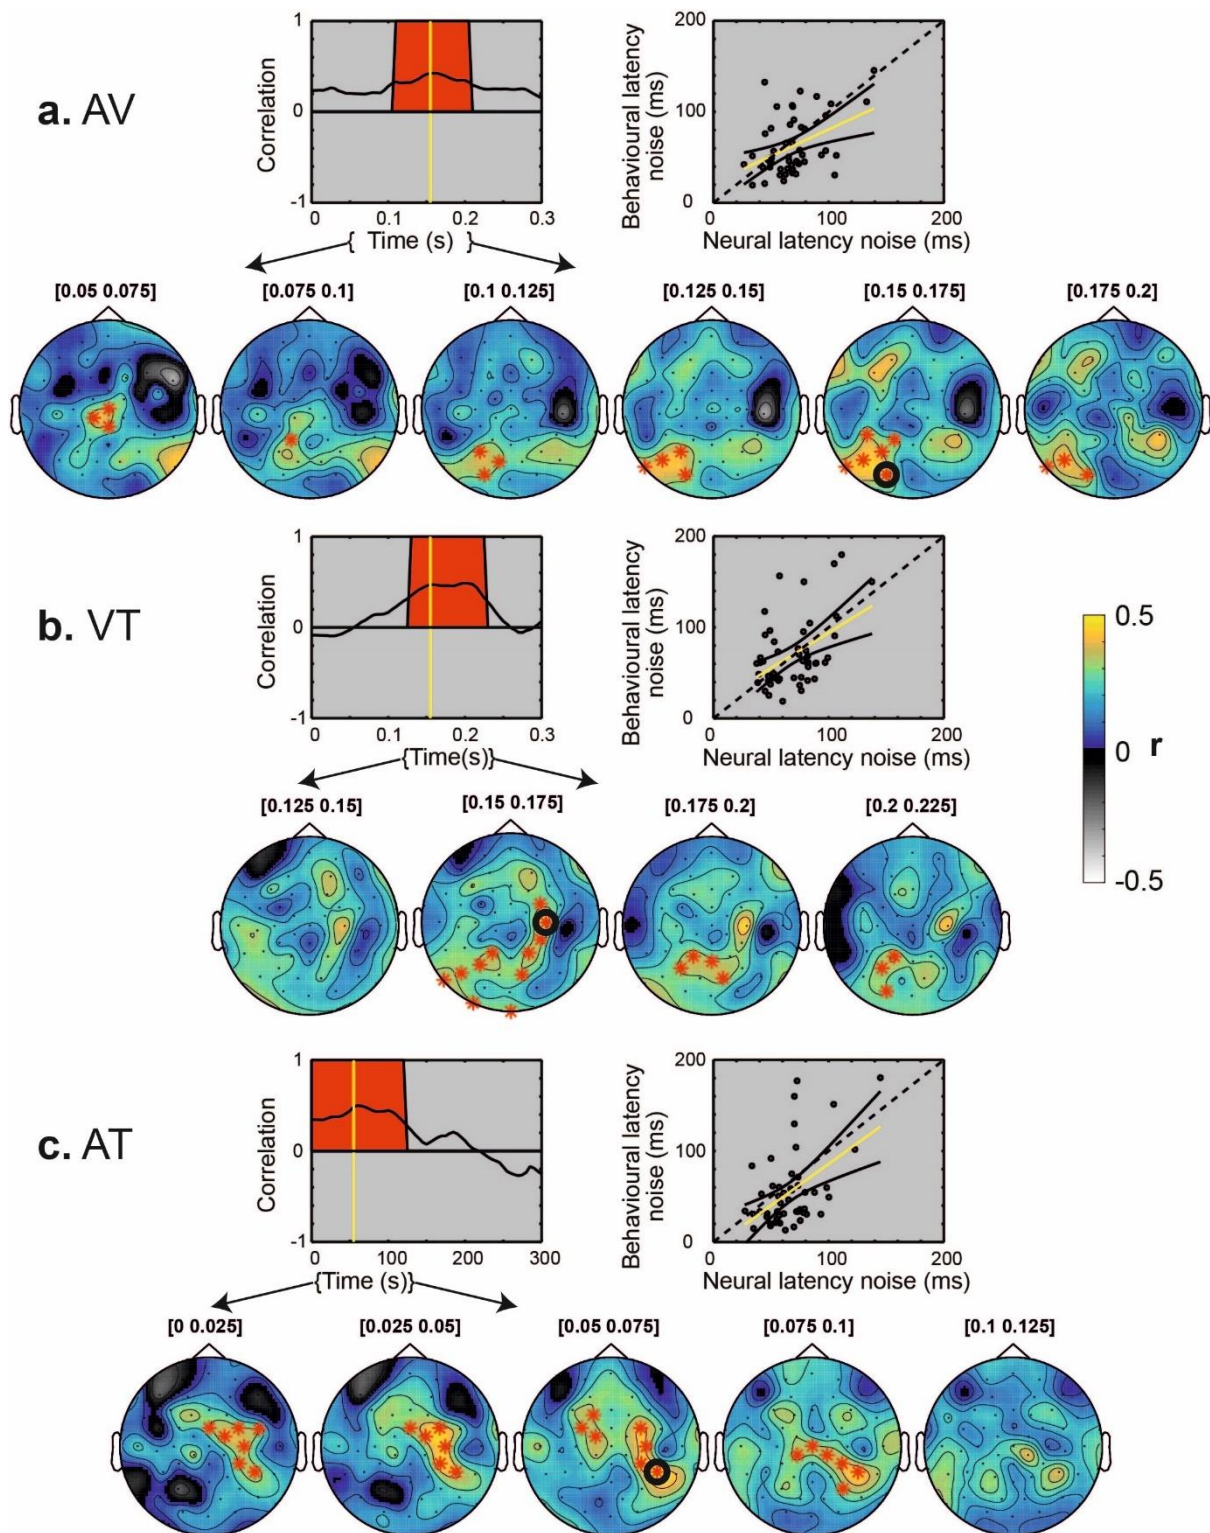 a. AV
Correlation
1
0
-1
0 0.1 0.2 0.3
{ Time (s) }
Behavioural latency
noise (ms)
200
100
0
0 100 200
Neural latency noise (ms)
[0.05 0.075] [0.075 0.1] [0.1 0.125] [0.125 0.15] [0.15 0.175] [0.175 0.2]
b. VT
Correlation
1
0
-1
0 0.1 0.2 0.3
{Time(s)}
Behavioural latency
noise (ms)
200
100
0
0 100 200
Neural latency noise (ms)
0.5
0 r
-0.5
[0.125 0.15] [0.15 0.175] [0.175 0.2] [0.2 0.225]
c. AT
Correlation
1
0
-1
0 100 200 300
{Time (s)}
Behavioural latency
noise (ms)
200
100
0
0 100 200
Neural latency noise (ms)
[0 0.025] [0.025 0.05] [0.05 0.075] [0.075 0.1] [0.1 0.125]